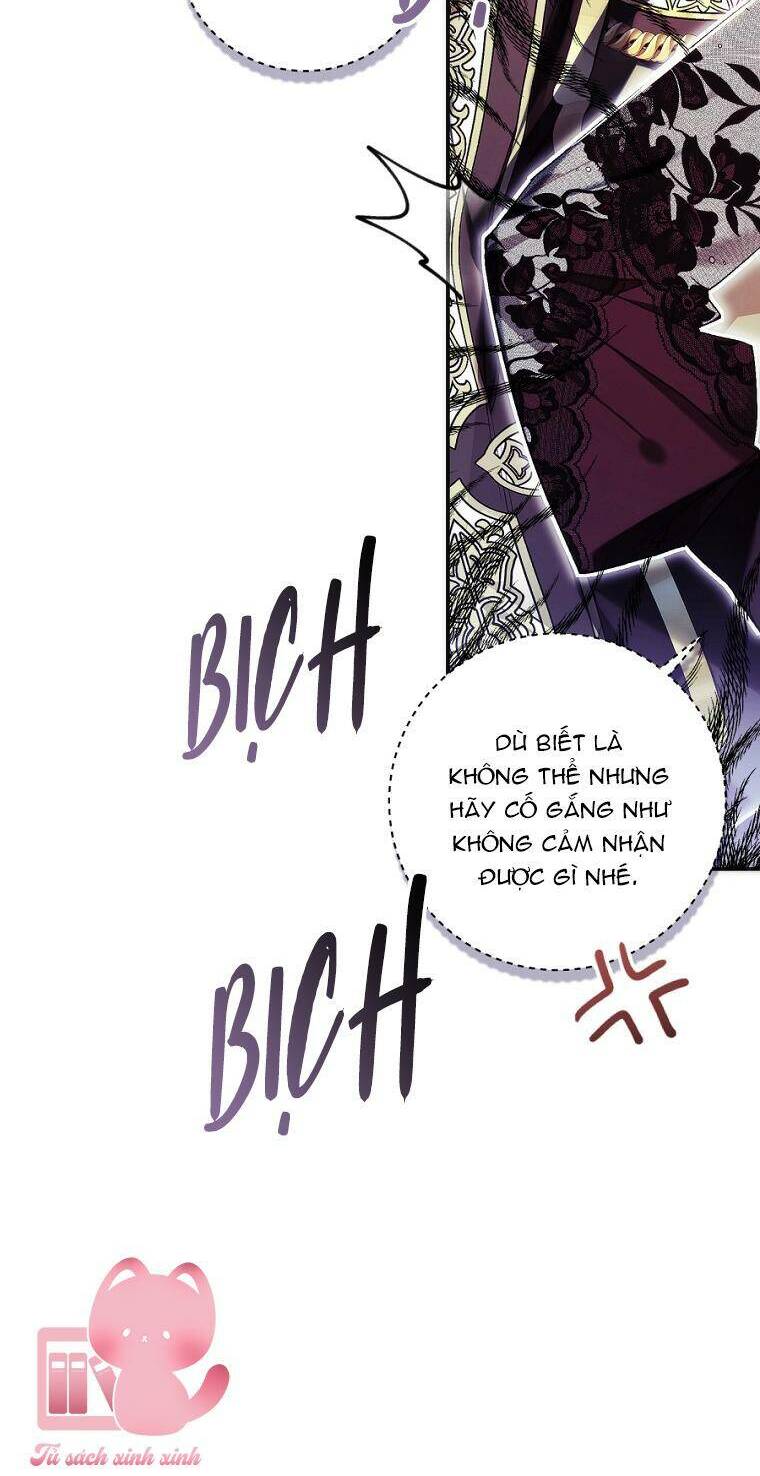 BỊCH
DÙ BIẾT LÀ
KHÔNG THỂ NHƯNG
HÃY CỐ GẮNG NHƯ
KHÔNG CẢM NHẬN
ĐƯỢC GÌ NHÉ.
BỊCH
Tủ sách xinh xinh